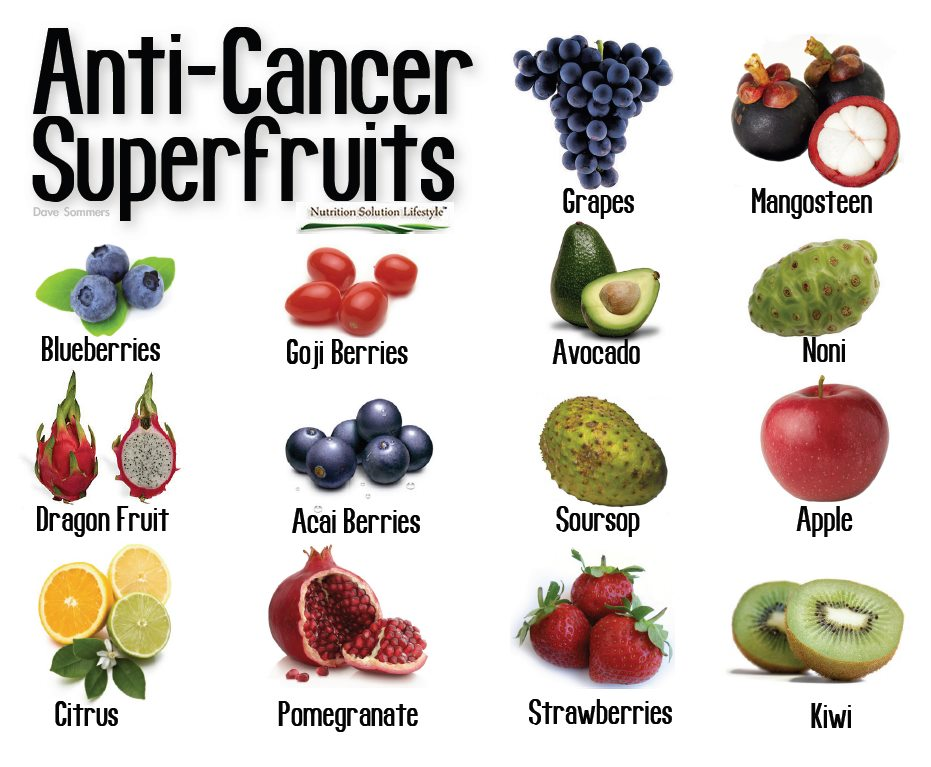 Anti-Cancer
Superfruits
Dave Sommers
Nutrition Solution Lifestyle™
Grapes
Mangosteen
Blueberries
Goji Berries
Avocado
Noni
Dragon Fruit
Acai Berries
Soursop
Apple
Citrus
Pomegranate
Strawberries
Kiwi